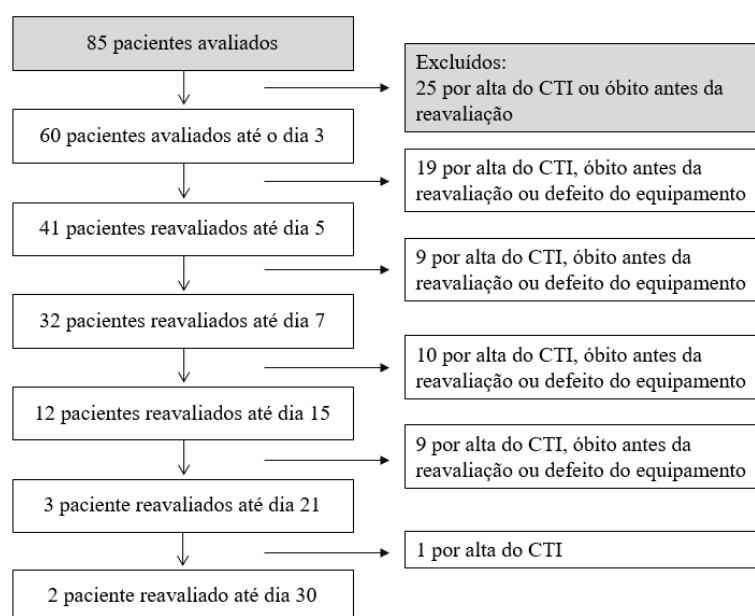 85 pacientes avaliados
Excluídos:
25 por alta do CTI ou óbito antes da
reavaliação
60 pacientes avaliados até o dia 3
19 por alta do CTI, óbito antes da
reavaliação ou defeito do equipamento
41 pacientes reavaliados até dia 5
9 por alta do CTI, óbito antes da
reavaliação ou defeito do equipamento
32 pacientes reavaliados até dia 7
10 por alta do CTI, óbito antes da
reavaliação ou defeito do equipamento
12 pacientes reavaliados até dia 15
9 por alta do CTI, óbito antes da
reavaliação ou defeito do equipamento
3 paciente reavaliados até dia 21
1 por alta do CTI
2 paciente reavaliado até dia 30